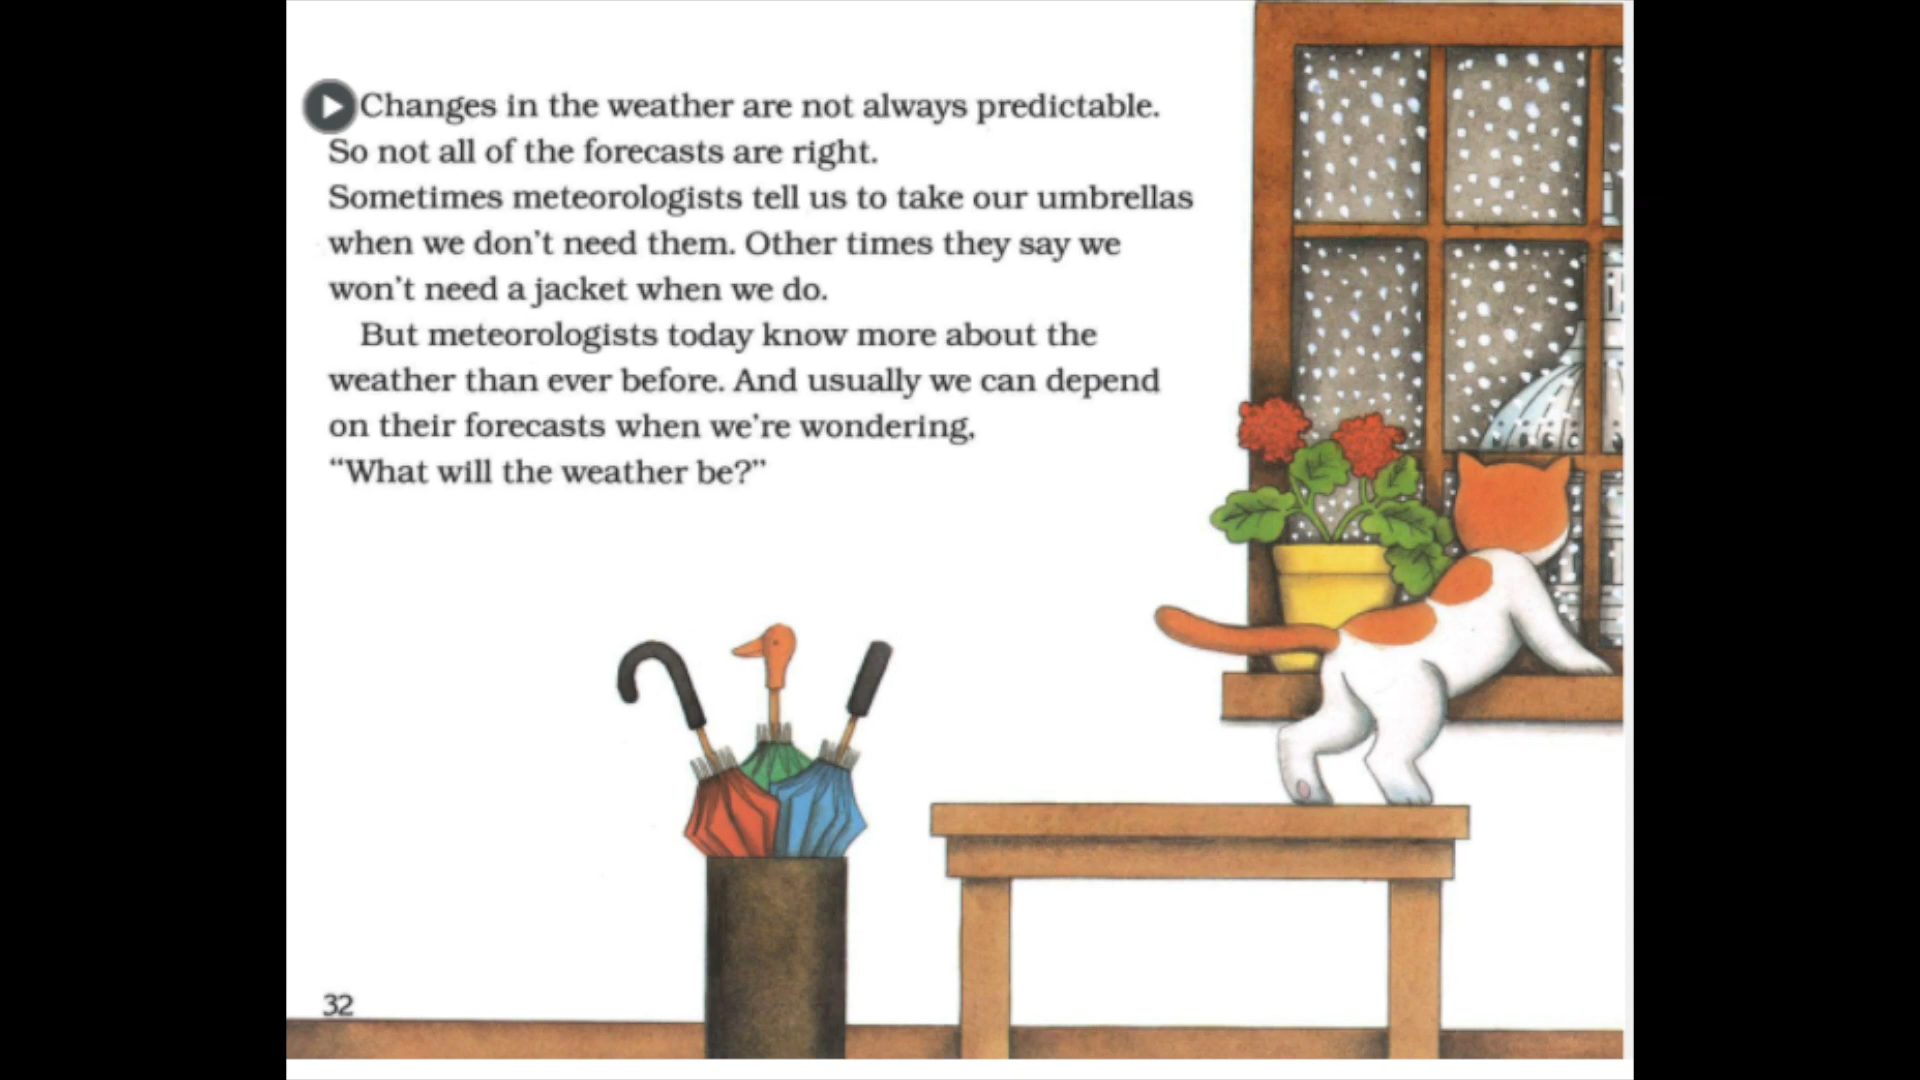 Changes in the weather are not always predictable.
So not all of the forecasts are right.
Sometimes meteorologists tell us to take our umbrellas
when we don't need them. Other times they say we
won't need a jacket when we do.
But meteorologists today know more about the
weather than ever before. And usually we can depend
on their forecasts when we're wondering,
“What will the weather be?”
32